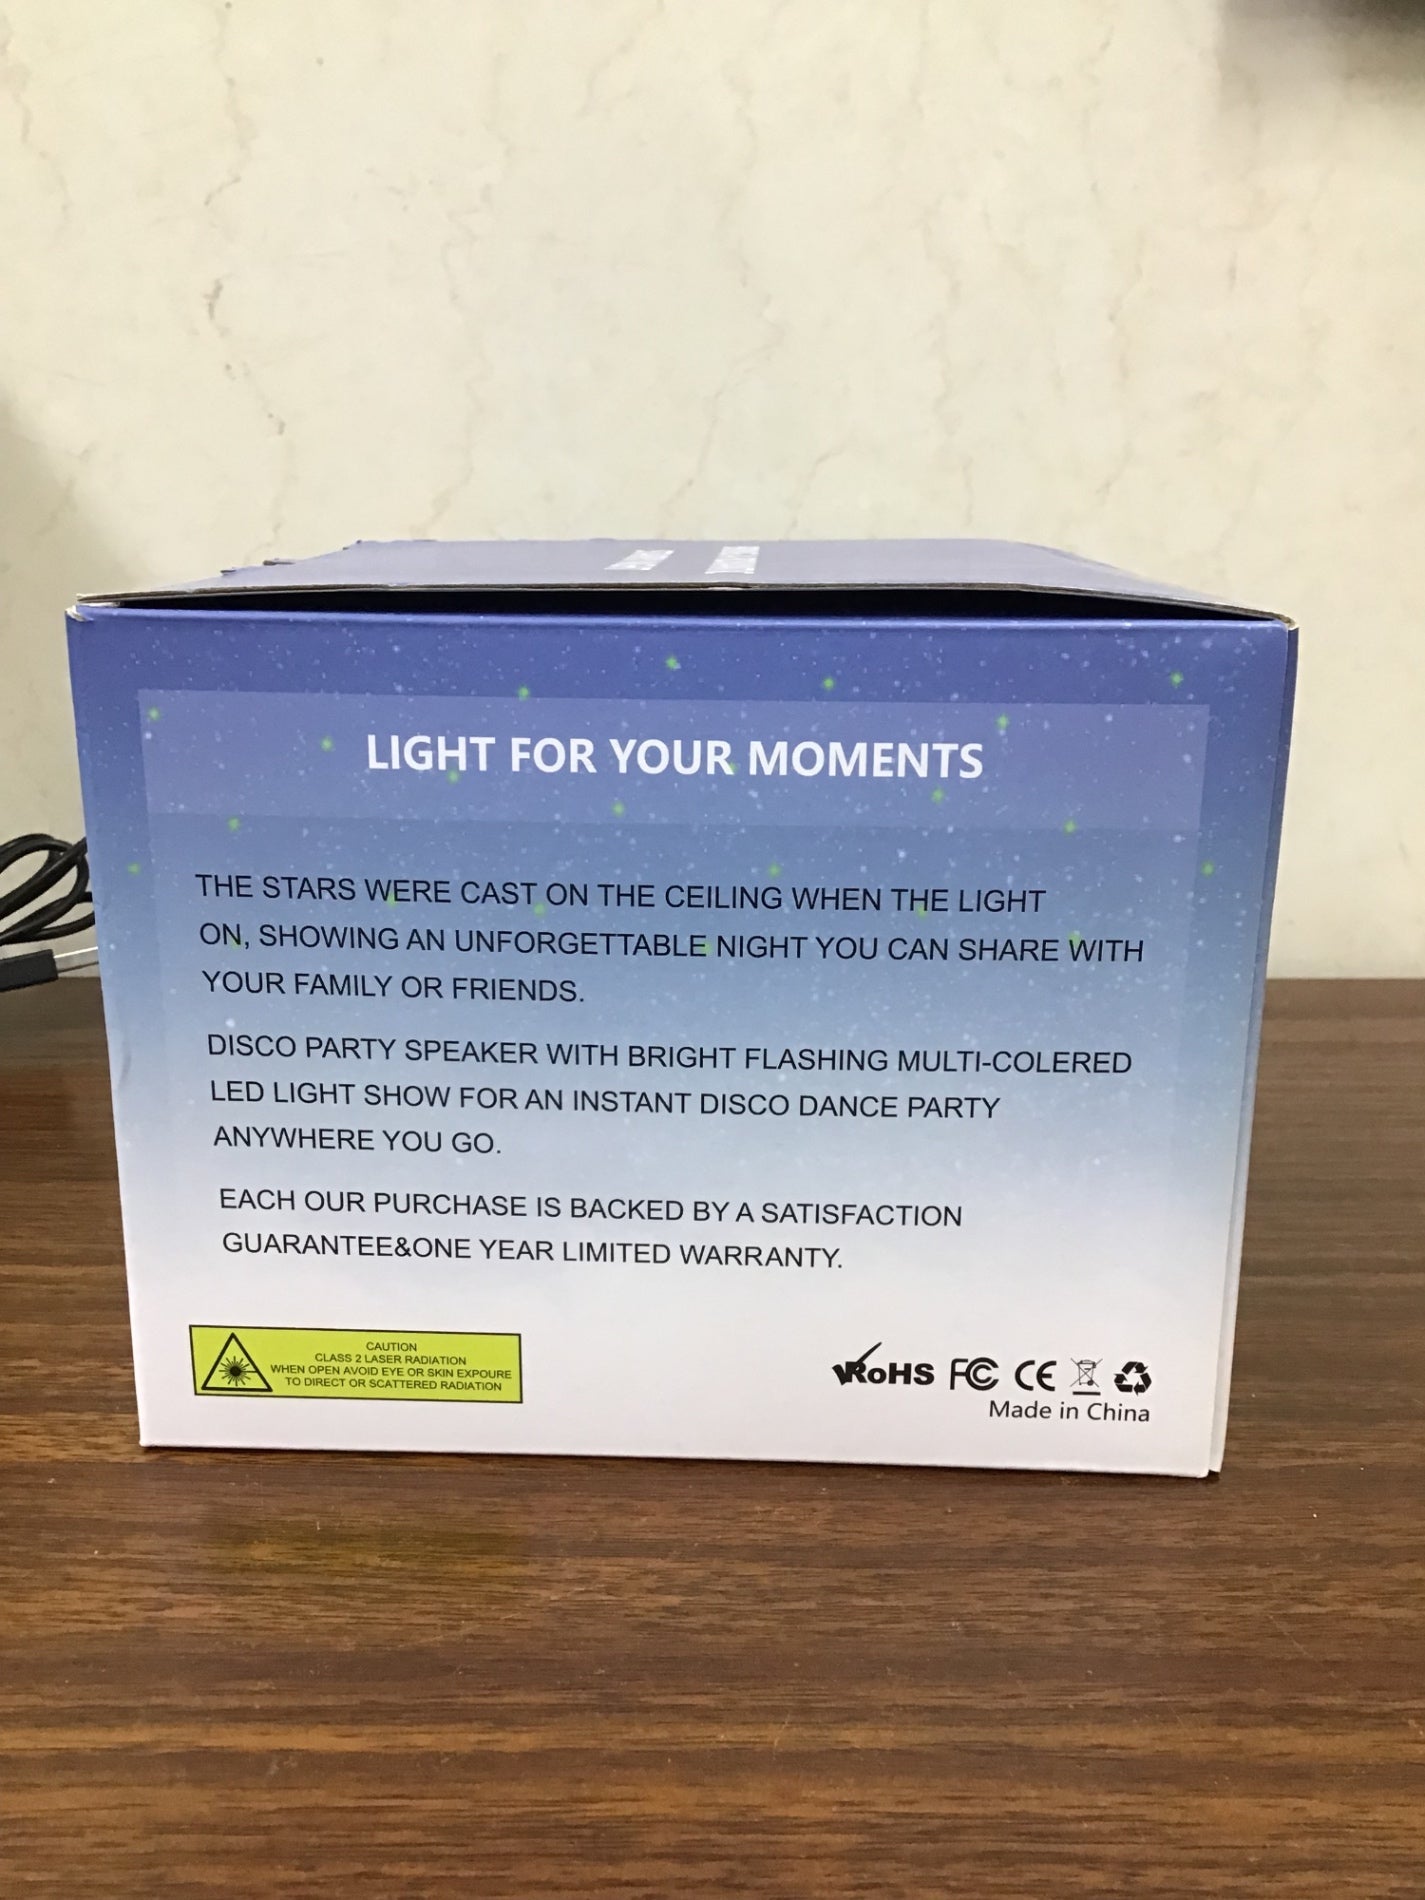 LIGHT FOR YOUR MOMENTS
THE STARS WERE CAST ON THE CEILING WHEN THE LIGHT
ON, SHOWING AN UNFORGETTABLE NIGHT YOU CAN SHARE WITH
YOUR FAMILY OR FRIENDS.
DISCO PARTY SPEAKER WITH BRIGHT FLASHING MULTI-COLERED
LED LIGHT SHOW FOR AN INSTANT DISCO DANCE PARTY
ANYWHERE YOU GO.
EACH OUR PURCHASE IS BACKED BY A SATISFACTION
GUARANTEE&ONE YEAR LIMITED WARRANTY.
CAUTION
CLASS 2 LASER RADIATION
WHEN OPEN AVOID EYE OR SKIN EXPOURE
TO DIRECT OR SCATTERED RADIATION
RoHS FC CE
Made in China